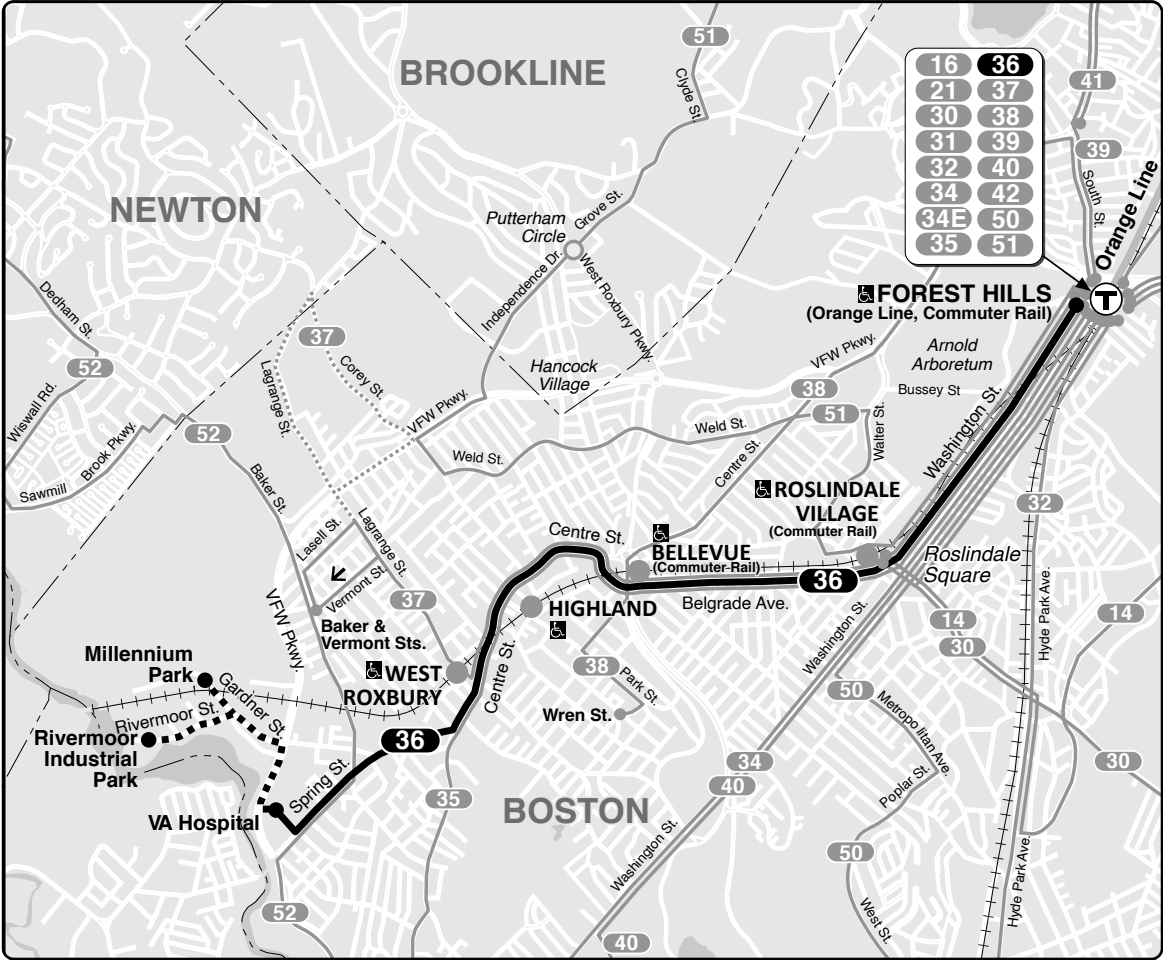 51
BROOKLINE
Clyde St.
16 36
21 37
30 38
31 39
32 40
34 42
34E 50
35 51
41
39
South St.
Orange Line
NEWTON
Putterham
Circle
Grove St.
Independence Dr.
West Roxbury Pkwy.
FOREST HILLS
(Orange Line, Commuter Rail)
T
Dedham St.
52
Wiswall Rd.
Sawmill
Brook Pkwy.
52
37
Corey St.
Lagrange St.
Hancock
Village
VFW Pkwy.
VFW Pkwy.
Arnold
Arboretum
Bussey St
38
51
Weld St.
Weld St.
Centre St.
Walter St.
Washington St.
Baker St.
Lasell St.
Lagrange St.
Vermont St.
37
Baker &
Vermont Sts.
VFW Pkwy.
ROSLINDALE
VILLAGE
(Commuter Rail)
32
Centre St.
BELLEVUE
(Commuter Rail)
36
Roslindale
Square
Belgrade Ave.
HIGHLAND
Hyde Park Ave.
14
14
30
Washington St.
Millennium
Park
WEST
ROXBURY
Centre St.
38
Park St.
Wren St.
50
Metropolitan Ave.
Gardner St.
Rivermoor St.
Rivermoor
Industrial
Park
36
Spring St.
VA Hospital
35
BOSTON
34
40
Poplar St.
30
50
Washington St.
Hyde Park Ave.
West St.
52
40